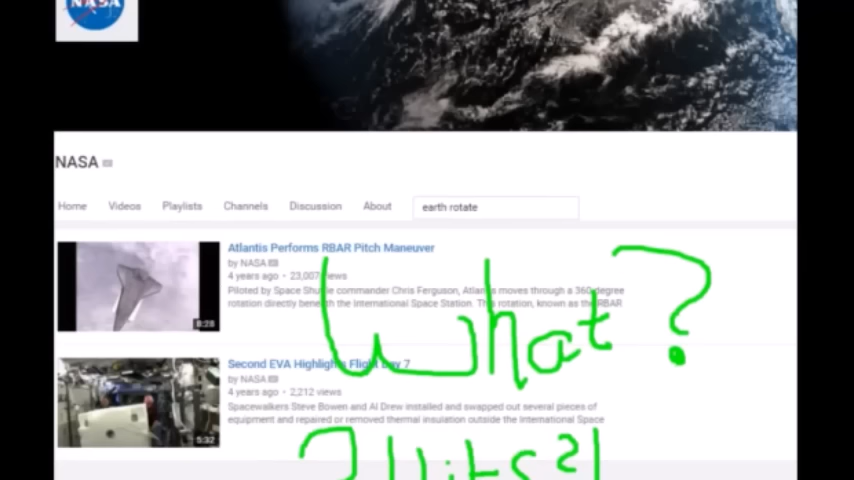 NASA
NASA
Home Videos Playlists Channels Discussion About earth rotate
Atlantis Performs RBAR Pitch Maneuver
by NASA
4 years ago • 23,007 views
Piloted by Space Shuttle commander Chris Ferguson, Atlantis moves through a 360 degree
rotation directly beneath the International Space Station. This rotation, known as the RBAR
8:28
What?
Second EVA Highlights Flight Day 7
by NASA
4 years ago • 2,212 views
Spacewalkers Steve Bowen and Al Drew installed and swapped out several pieces of
equipment and repaired or removed thermal insulation outside the International Space
5:32